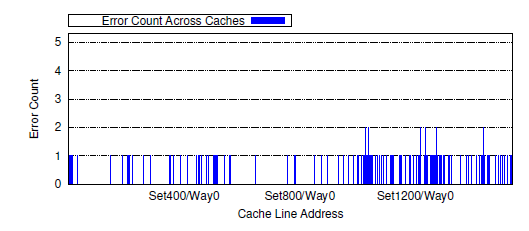 Error Count Across Caches
5
4
3
2
1
0
Error Count
Set400/Way0 Set800/Way0 Set1200/Way0
Cache Line Address